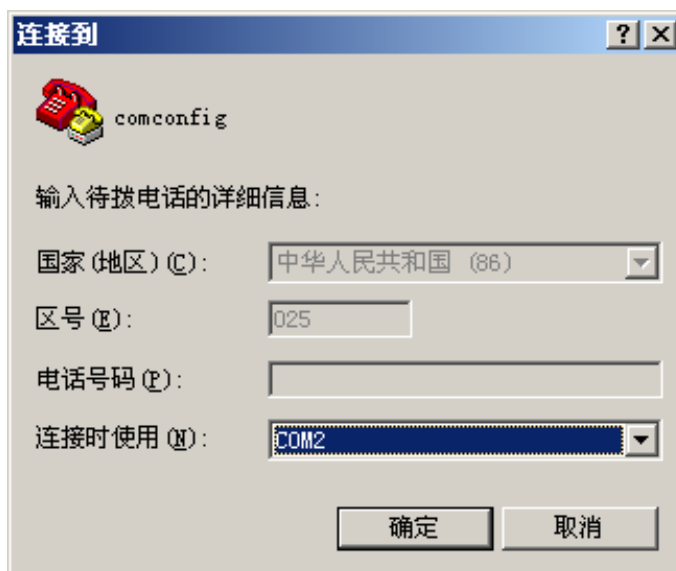 连接到
comconfig
输入待拨电话的详细信息:
国家(地区)(C): 中华人民共和国 (86)
区号(E): 025
电话号码(P):
连接时使用(N): COM2
确定 取消